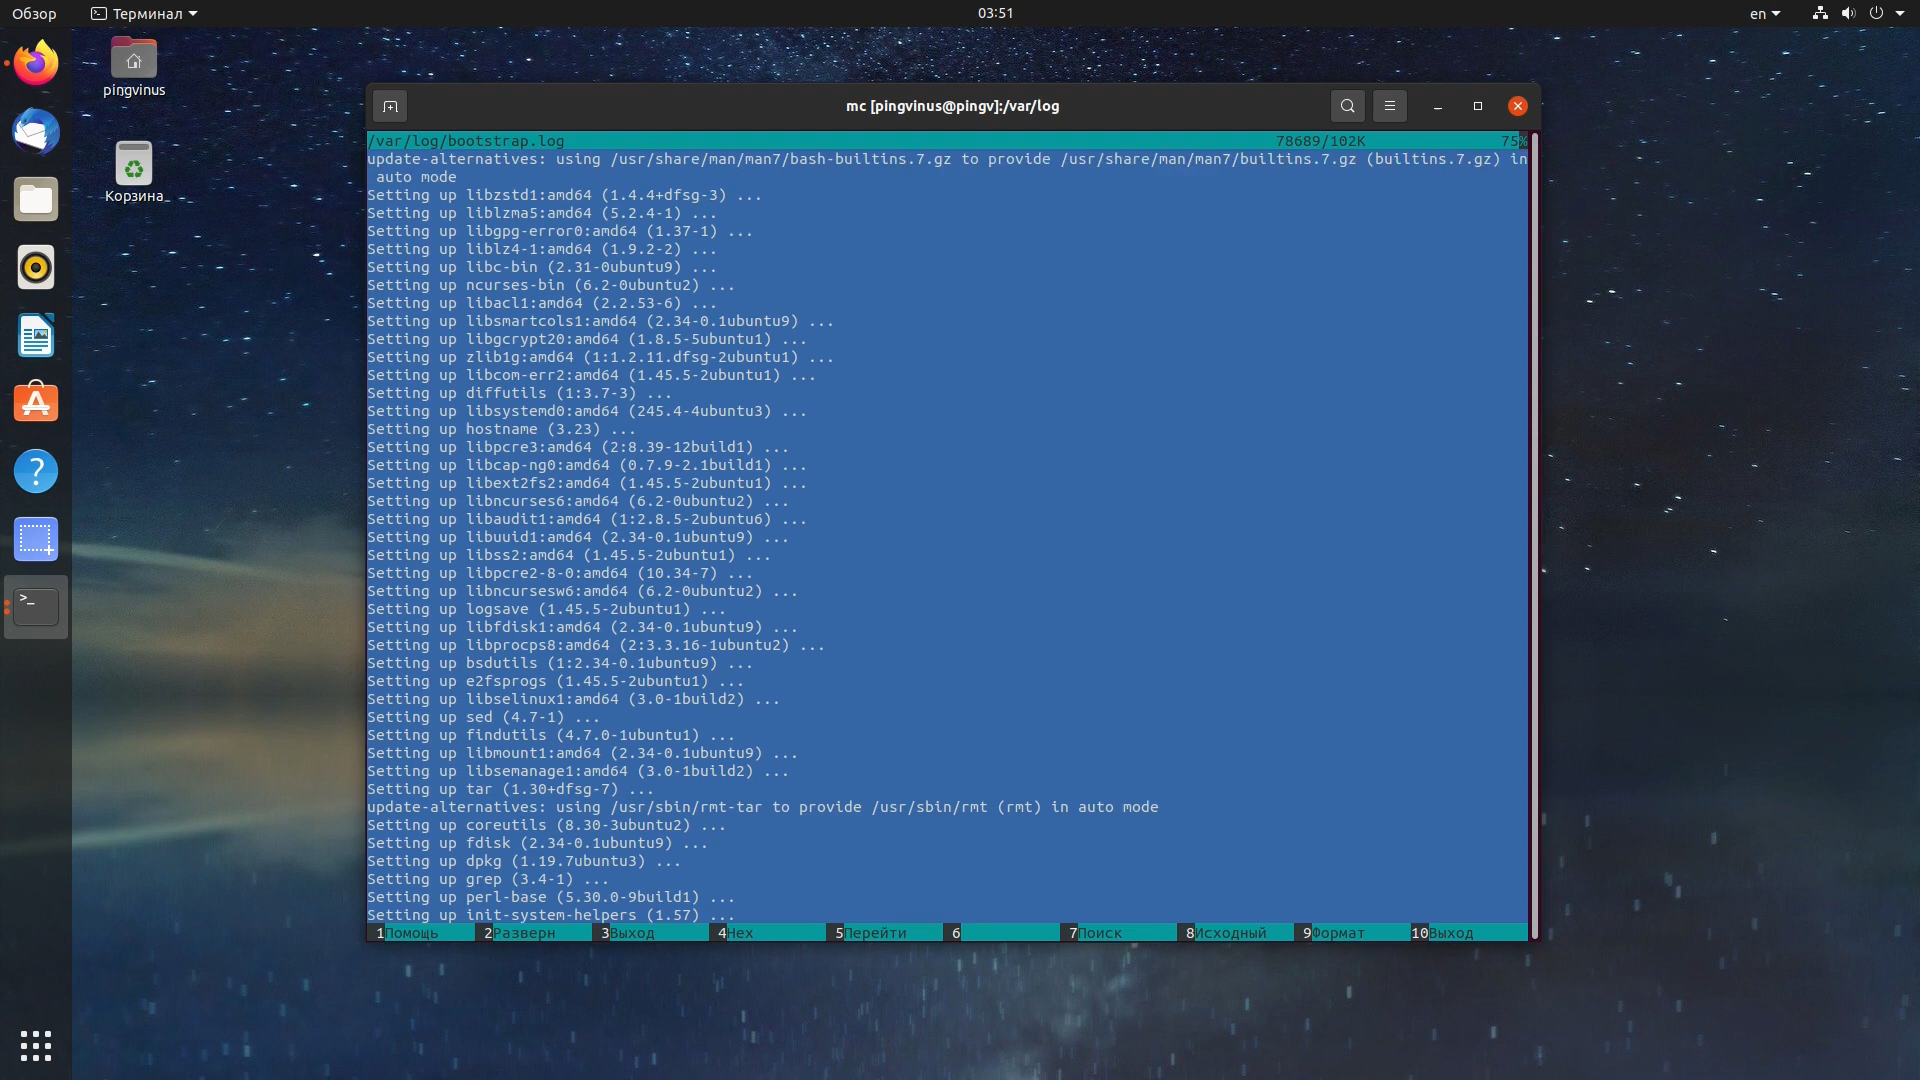 Обзор
Терминал
03:51
en
pingvinus
Корзина
mc [pingvinus@pingv]:/var/log
/var/log/bootstrap.log 78689/102K 75%
update-alternatives: using /usr/share/man/man7/bash-builtins.7.gz to provide /usr/share/man/man7/builtins.7.gz (builtins.7.gz) in
auto mode
Setting up libzstd1:amd64 (1.4.4+dfsg-3) ...
Setting up liblzma5:amd64 (5.2.4-1) ...
Setting up libgpg-error0:amd64 (1.37-1) ...
Setting up liblz4-1:amd64 (1.9.2-2) ...
Setting up libc-bin (2.31-0ubuntu9) ...
Setting up ncurses-bin (6.2-0ubuntu2) ...
Setting up libacl1:amd64 (2.2.53-6) ...
Setting up libsmartcols1:amd64 (2.34-0.1ubuntu9) ...
Setting up libgcrypt20:amd64 (1.8.5-5ubuntu1) ...
Setting up zlib1g:amd64 (1:1.2.11.dfsg-2ubuntu1) ...
Setting up libcom-err2:amd64 (1.45.5-2ubuntu1) ...
Setting up diffutils (1:3.7-3) ...
Setting up libsystemd0:amd64 (245.4-4ubuntu3) ...
Setting up hostname (3.23) ...
Setting up libpcre3:amd64 (2:8.39-12build1) ...
Setting up libcap-ng0:amd64 (0.7.9-2.1build1) ...
Setting up libext2fs2:amd64 (1.45.5-2ubuntu1) ...
Setting up libncurses6:amd64 (6.2-0ubuntu2) ...
Setting up libaudit1:amd64 (1:2.8.5-2ubuntu6) ...
Setting up libuuid1:amd64 (2.34-0.1ubuntu9) ...
Setting up libss2:amd64 (1.45.5-2ubuntu1) ...
Setting up libpcre2-8-0:amd64 (10.34-7) ...
Setting up libncursesw6:amd64 (6.2-0ubuntu2) ...
Setting up logsave (1.45.5-2ubuntu1) ...
Setting up libfdisk1:amd64 (2.34-0.1ubuntu9) ...
Setting up libprocps8:amd64 (2:3.3.16-1ubuntu2) ...
Setting up bsdutils (1:2.34-0.1ubuntu9) ...
Setting up e2fsprogs (1.45.5-2ubuntu1) ...
Setting up libselinux1:amd64 (3.0-1build2) ...
Setting up sed (4.7-1) ...
Setting up findutils (4.7.0-1ubuntu1) ...
Setting up libmount1:amd64 (2.34-0.1ubuntu9) ...
Setting up libsemanage1:amd64 (3.0-1build2) ...
Setting up tar (1.30+dfsg-7) ...
update-alternatives: using /usr/sbin/rmt-tar to provide /usr/sbin/rmt (rmt) in auto mode
Setting up coreutils (8.30-3ubuntu2) ...
Setting up fdisk (2.34-0.1ubuntu9) ...
Setting up dpkg (1.19.7ubuntu3) ...
Setting up grep (3.4-1) ...
Setting up perl-base (5.30.0-9build1) ...
Setting up init-system-helpers (1.57) ...
1Помощь 2Разверн 3Выход 4Hex 5Перейти 6 7Поиск 8Исходный 9Формат 10Выход